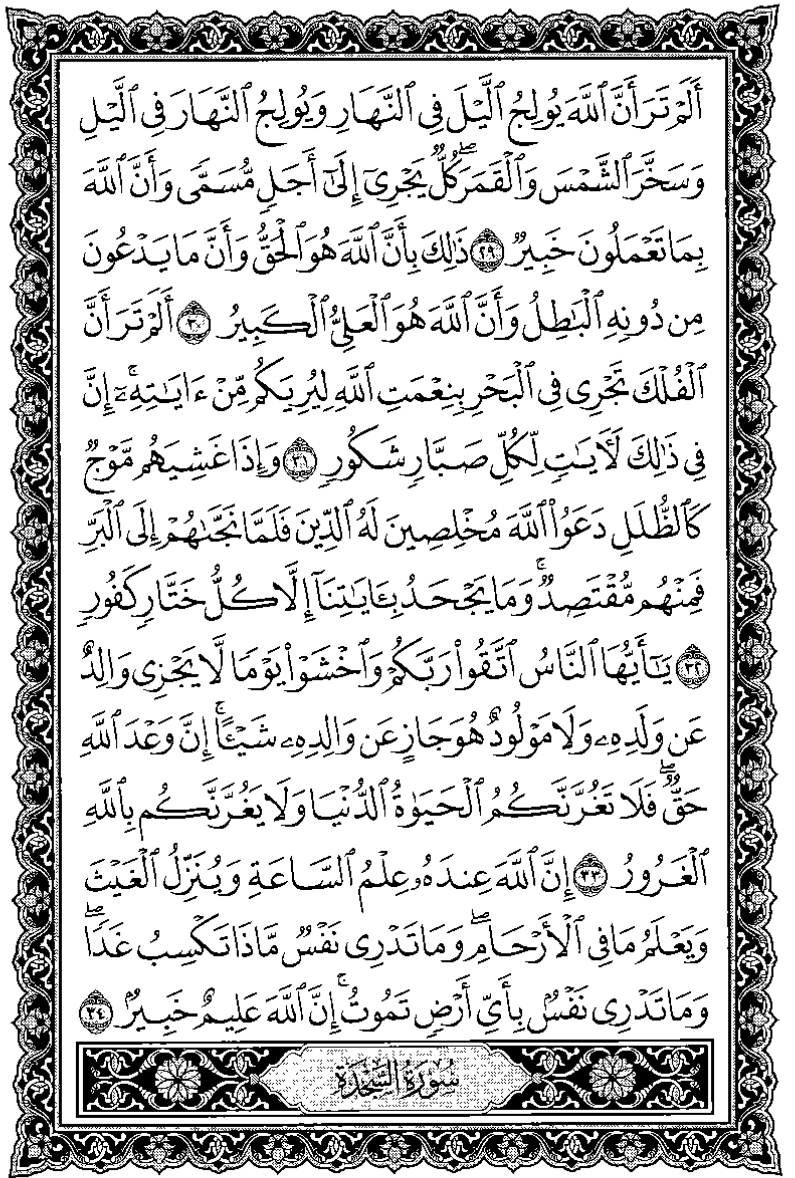 أَلَمْ تَرَ أَنَّ ٱللَّهَ يُولِجُ ٱلَّيْلَ فِى ٱلنَّهَارِ وَيُولِجُ ٱلنَّهَارَ فِى ٱلَّيْلِ
وَسَخَّرَ ٱلشَّمْسَ وَٱلْقَمَرَ كُلٌّ يَجْرِىٓ إِلَىٰٓ أَجَلٍ مُّسَمًّى وَأَنَّ ٱللَّهَ
بِمَا تَعْمَلُونَ خَبِيرٌ ٢٩ ذَٰلِكَ بِأَنَّ ٱللَّهَ هُوَ ٱلْحَقُّ وَأَنَّ مَا يَدْعُونَ
مِن دُونِهِ ٱلْبَٰطِلُ وَأَنَّ ٱللَّهَ هُوَ ٱلْعَلِىُّ ٱلْكَبِيرُ ٣٠ أَلَمْ تَرَ أَنَّ
ٱلْفُلْكَ تَجْرِى فِى ٱلْبَحْرِ بِنِعْمَتِ ٱللَّهِ لِيُرِيَكُم مِّنْ ءَايَٰتِهِۦٓ ۚ إِنَّ
فِى ذَٰلِكَ لَءَايَٰتٍ لِّكُلِّ صَبَّارٍ شَكُورٍ ٣١ وَإِذَا غَشِيَهُم مَّوْجٌ
كَٱلظُّلَلِ دَعَوُا۟ ٱللَّهَ مُخْلِصِينَ لَهُ ٱلدِّينَ فَلَمَّا نَجَّىٰهُمْ إِلَى ٱلْبَرِّ
فَمِنْهُم مُّقْتَصِدٌ ۚ وَمَا يَجْحَدُ بِـَٔايَٰتِنَآ إِلَّا كُلُّ خَتَّارٍ كَفُورٍ
٣٢ يَٰٓأَيُّهَا ٱلنَّاسُ ٱتَّقُوا۟ رَبَّكُمْ وَٱخْشَوْا۟ يَوْمًا لَّا يَجْزِى وَالِدٌ
عَن وَلَدِهِۦ وَلَا مَوْلُودٌ هُوَ جَازٍ عَن وَالِدِهِۦ شَيْـًٔا ۚ إِنَّ وَعْدَ ٱللَّهِ
حَقٌّ ۖ فَلَا تَغُرَّنَّكُمُ ٱلْحَيَوٰةُ ٱلدُّنْيَا وَلَا يَغُرَّنَّكُم بِٱللَّهِ
ٱلْغَرُورُ ٣٣ إِنَّ ٱللَّهَ عِندَهُۥ عِلْمُ ٱلسَّاعَةِ وَيُنَزِّلُ ٱلْغَيْثَ
وَيَعْلَمُ مَا فِى ٱلْأَرْحَامِ ۖ وَمَا تَدْرِى نَفْسٌ مَّاذَا تَكْسِبُ غَدًا ۖ
وَمَا تَدْرِى نَفْسٌۢ بِأَىِّ أَرْضٍ تَمُوتُ ۚ إِنَّ ٱللَّهَ عَلِيمٌ خَبِيرٌۢ ٣٤
سُورَةُ السَّجْدَةِ